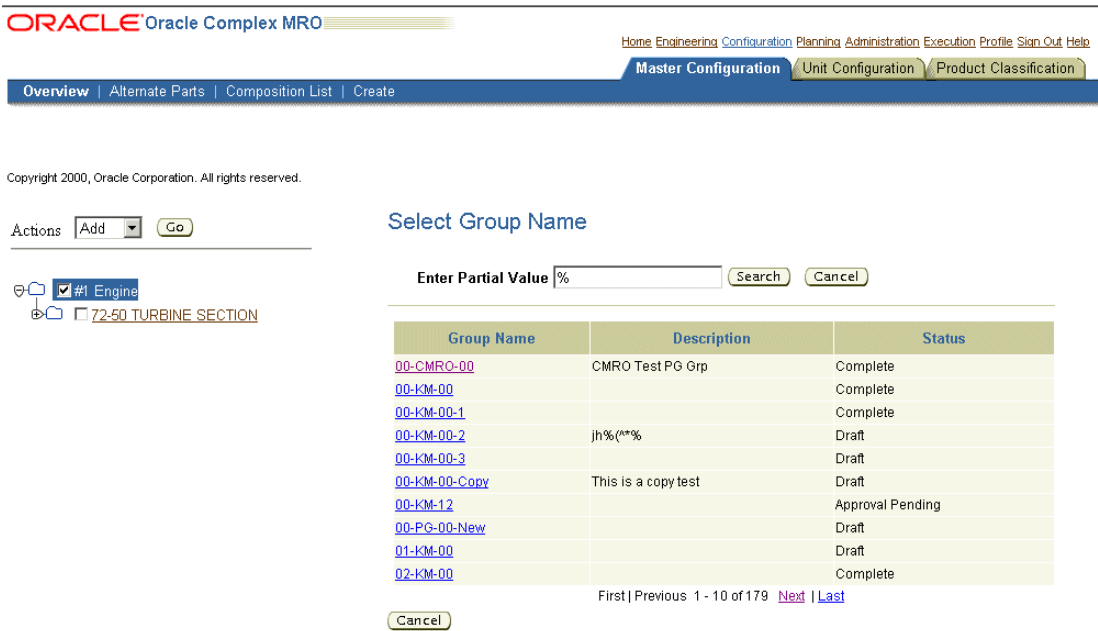 ORACLE Oracle Complex MRO
Home Engineering Configuration Planning Administration Execution Profile Sign Out Help
Master Configuration Unit Configuration Product Classification
Overview | Alternate Parts | Composition List | Create
Copyright 2000, Oracle Corporation. All rights reserved.
Actions Add Go
Select Group Name
Enter Partial Value % Search Cancel
#1 Engine
72-50 TURBINE SECTION
Group Name Description Status
00-CMRO-00 CMRO Test PG Grp Complete
00-KM-00 Complete
00-KM-00-1 Complete
00-KM-00-2 jh%(^*% Draft
00-KM-00-3 Draft
00-KM-00-Copy This is a copy test Draft
00-KM-12 Approval Pending
00-PG-00-New Draft
01-KM-00 Draft
02-KM-00 Complete
First | Previous 1 - 10 of 179 Next | Last
Cancel